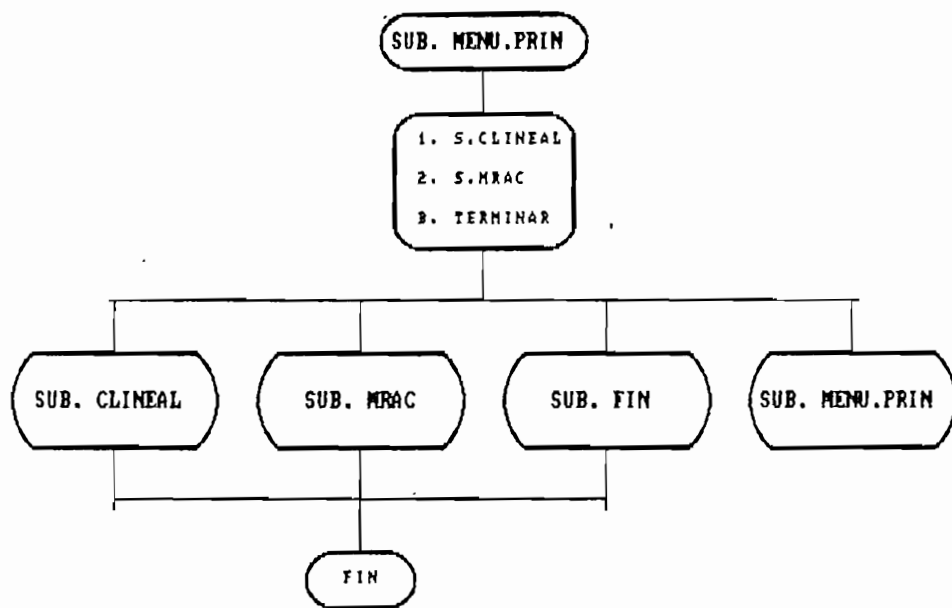 SUB. MENU.PRIN
1. S.CLINEAL
2. S.MRAC
3. TERMINAR
SUB. CLINEAL
SUB. MRAC
SUB. FIN
SUB. MENU.PRIN
FIN